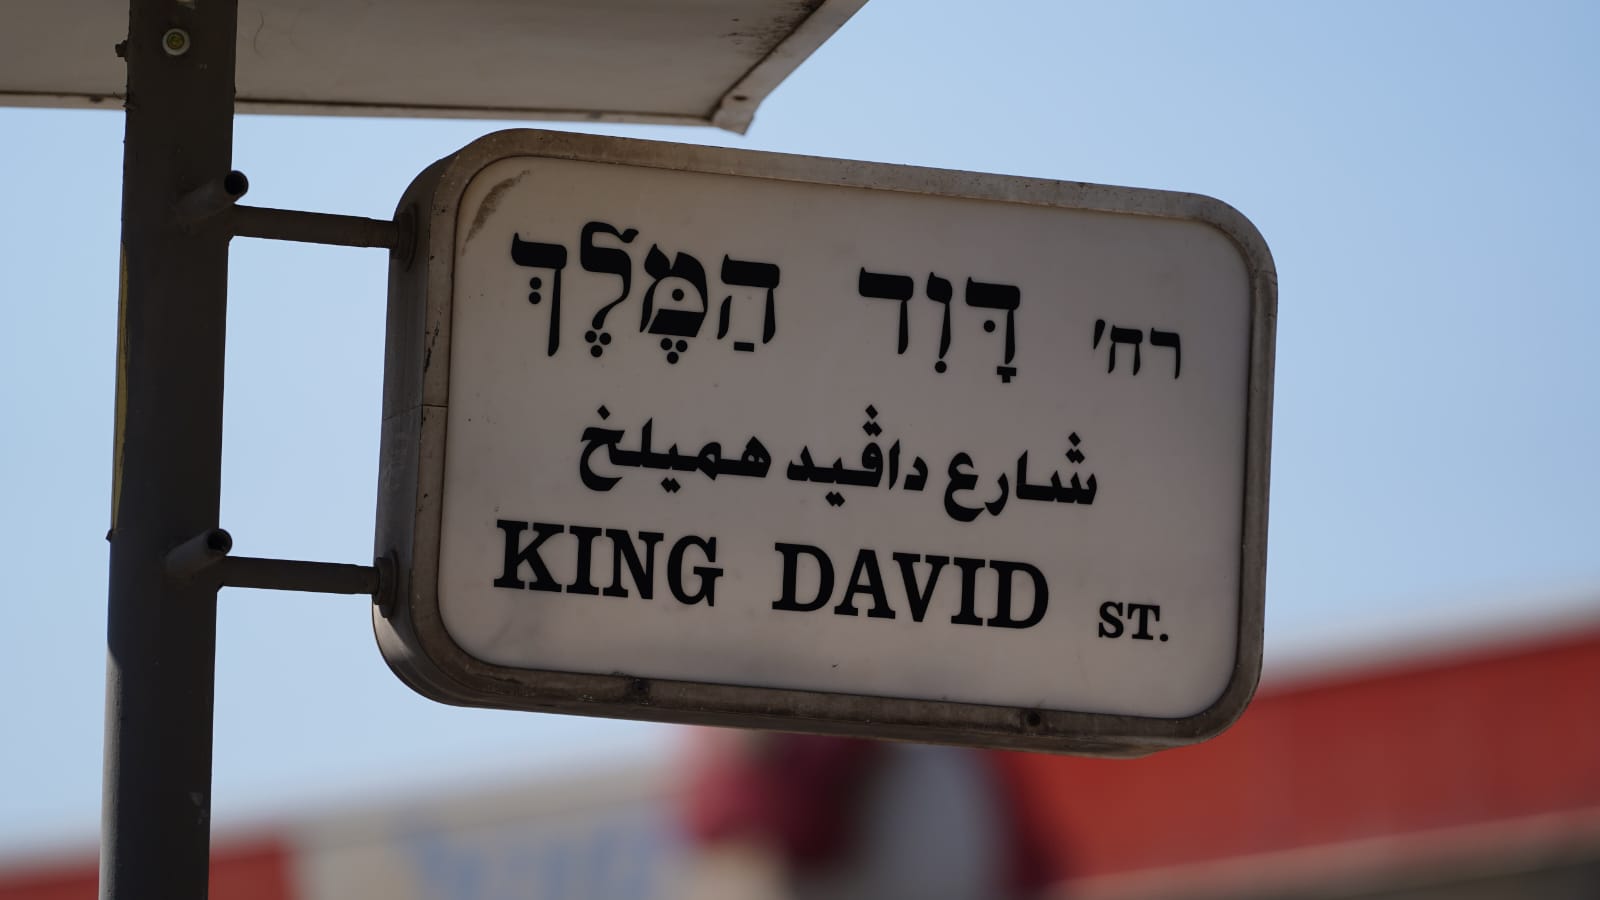 רח' דָּוִד הַמֶּלֶךְ
شارع داڤيد هميلخ
KING DAVID ST.